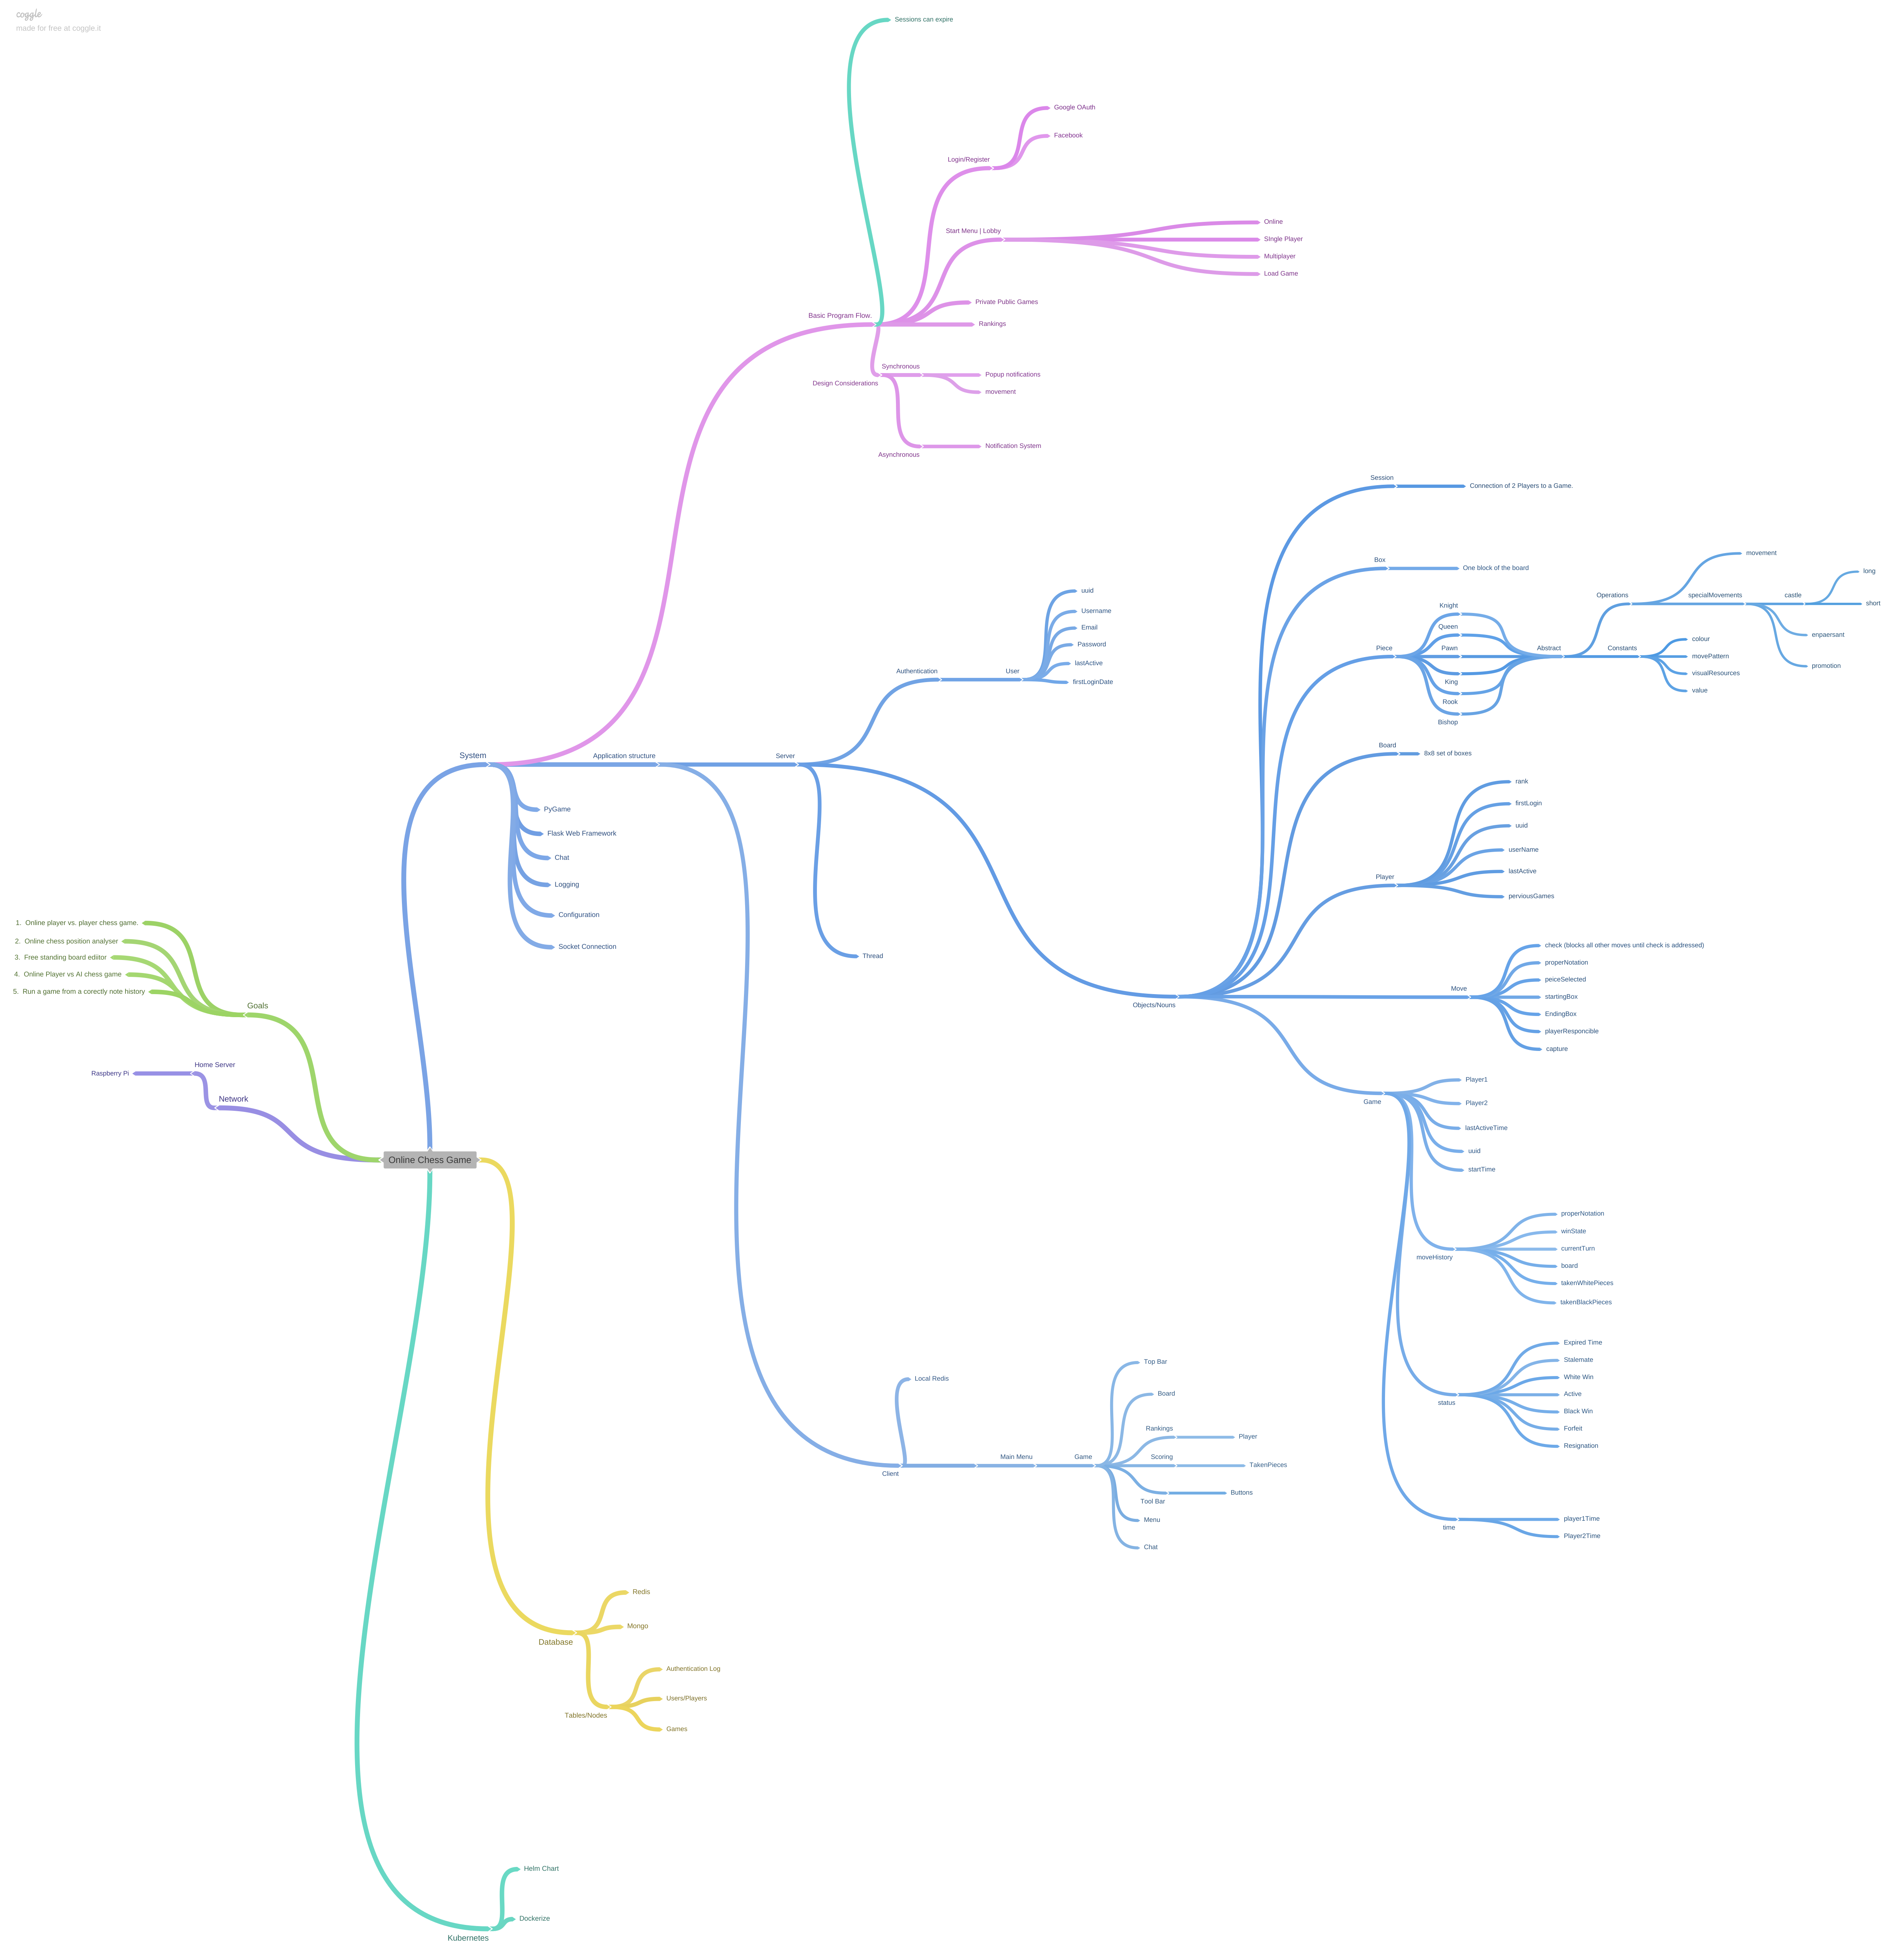 coggle
made for free at coggle.it
Sessions can expire
Google OAuth
Facebook
Login/Register
Start Menu | Lobby
Online
SIngle Player
Multiplayer
Load Game
Private Public Games
Rankings
Basic Program Flow.
Synchronous
Popup notifications
movement
Design Considerations
Notification System
Asynchronous
Session
Connection of 2 Players to a Game.
Box
One block of the board
Knight
Queen
Piece
Pawn
King
Rook
Bishop
Abstract
Operations
movement
specialMovements
castle
long
short
enpaersant
promotion
Constants
colour
movePattern
visualResources
value
uuid
Username
Email
Password
lastActive
firstLoginDate
Authentication
User
System
Application structure
Server
Board
8x8 set of boxes
PyGame
Flask Web Framework
Chat
Logging
Configuration
Socket Connection
Thread
Player
rank
firstLogin
uuid
userName
lastActive
perviousGames
Objects/Nouns
Move
check (blocks all other moves until check is addressed)
properNotation
peiceSelected
startingBox
EndingBox
playerResponcible
capture
1. Online player vs. player chess game.
2. Online chess position analyser
3. Free standing board ediitor
4. Online Player vs AI chess game
5. Run a game from a corectly note history
Goals
Home Server
Raspberry Pi
Network
Online Chess Game
Game
Player1
Player2
lastActiveTime
uuid
startTime
moveHistory
properNotation
winState
currentTurn
board
takenWhitePieces
takenBlackPieces
status
Expired Time
Stalemate
White Win
Active
Black Win
Forfeit
Resignation
time
player1Time
Player2Time
Local Redis
Client
Main Menu
Game
Top Bar
Board
Rankings
Player
Scoring
TakenPieces
Tool Bar
Buttons
Menu
Chat
Redis
Mongo
Database
Authentication Log
Users/Players
Tables/Nodes
Games
Helm Chart
Dockerize
Kubernetes